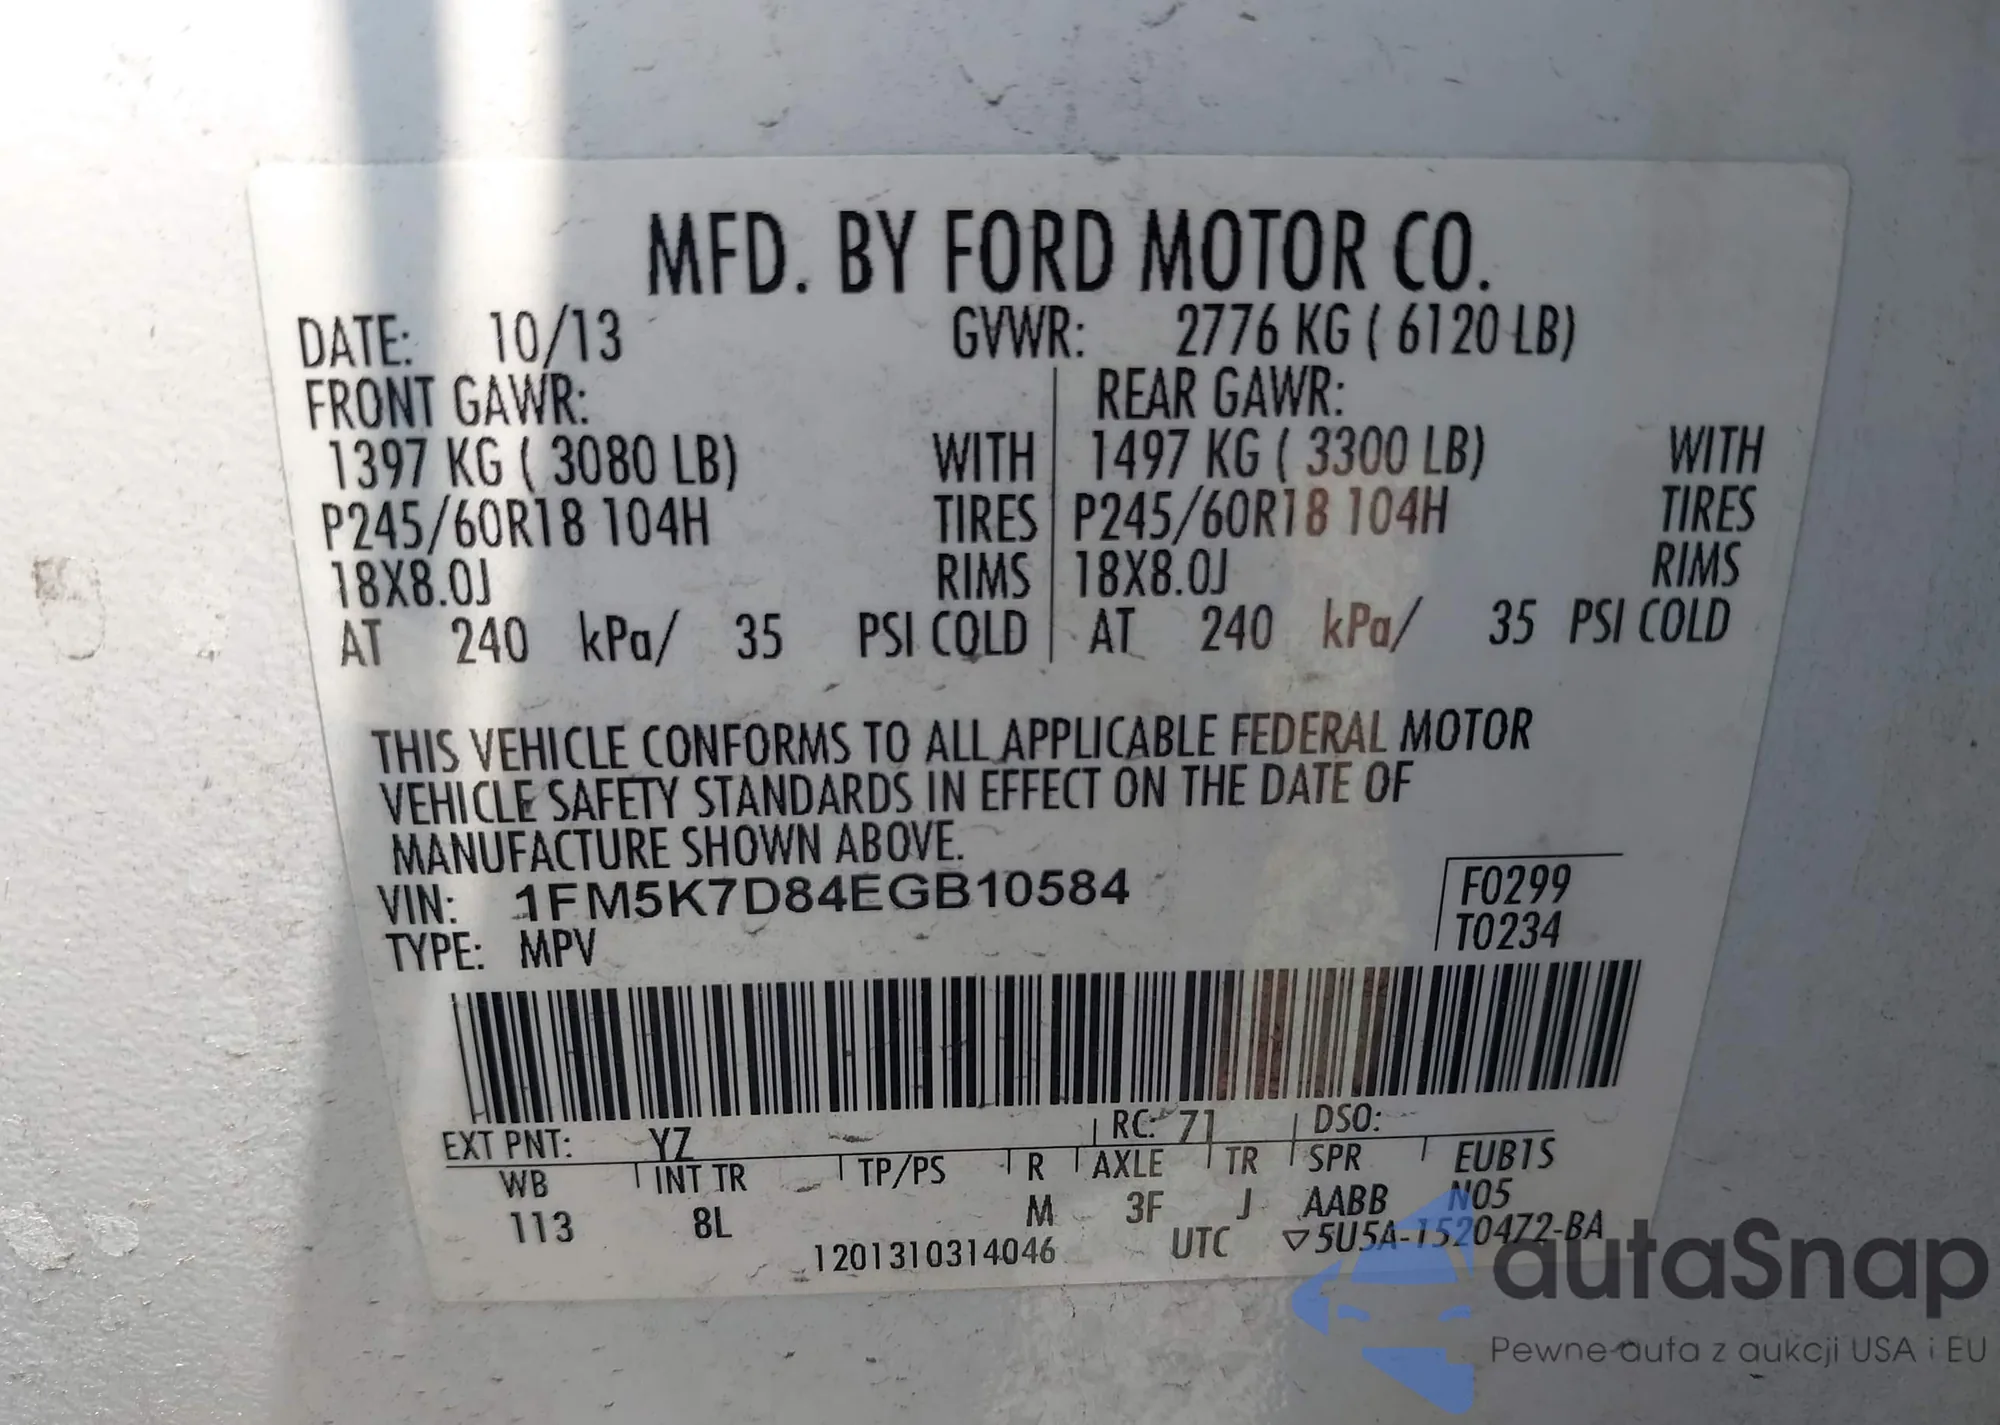 MFD. BY FORD MOTOR CO.
DATE: 10/13 GVWR: 2776 KG ( 6120 LB)
FRONT GAWR: REAR GAWR:
1397 KG ( 3080 LB) WITH 1497 KG ( 3300 LB) WITH
P245/60R18 104H TIRES P245/60R18 104H TIRES
18X8.0J RIMS 18X8.0J RIMS
AT 240 kPa/ 35 PSI COLD AT 240 kPa/ 35 PSI COLD
THIS VEHICLE CONFORMS TO ALL APPLICABLE FEDERAL MOTOR
VEHICLE SAFETY STANDARDS IN EFFECT ON THE DATE OF
MANUFACTURE SHOWN ABOVE.
VIN: 1FM5K7D84EGB10584 F0299
TYPE: MPV T0234
EXT PNT: YZ RC: 71 DSO:
WB INT TR TP/PS R AXLE TR SPR EUB1S
113 8L M 3F J AABB N05
1201310314046 UTC ▽5U5A-1520472-BA
autaSnap
Pewne auta z aukcji USA i EU